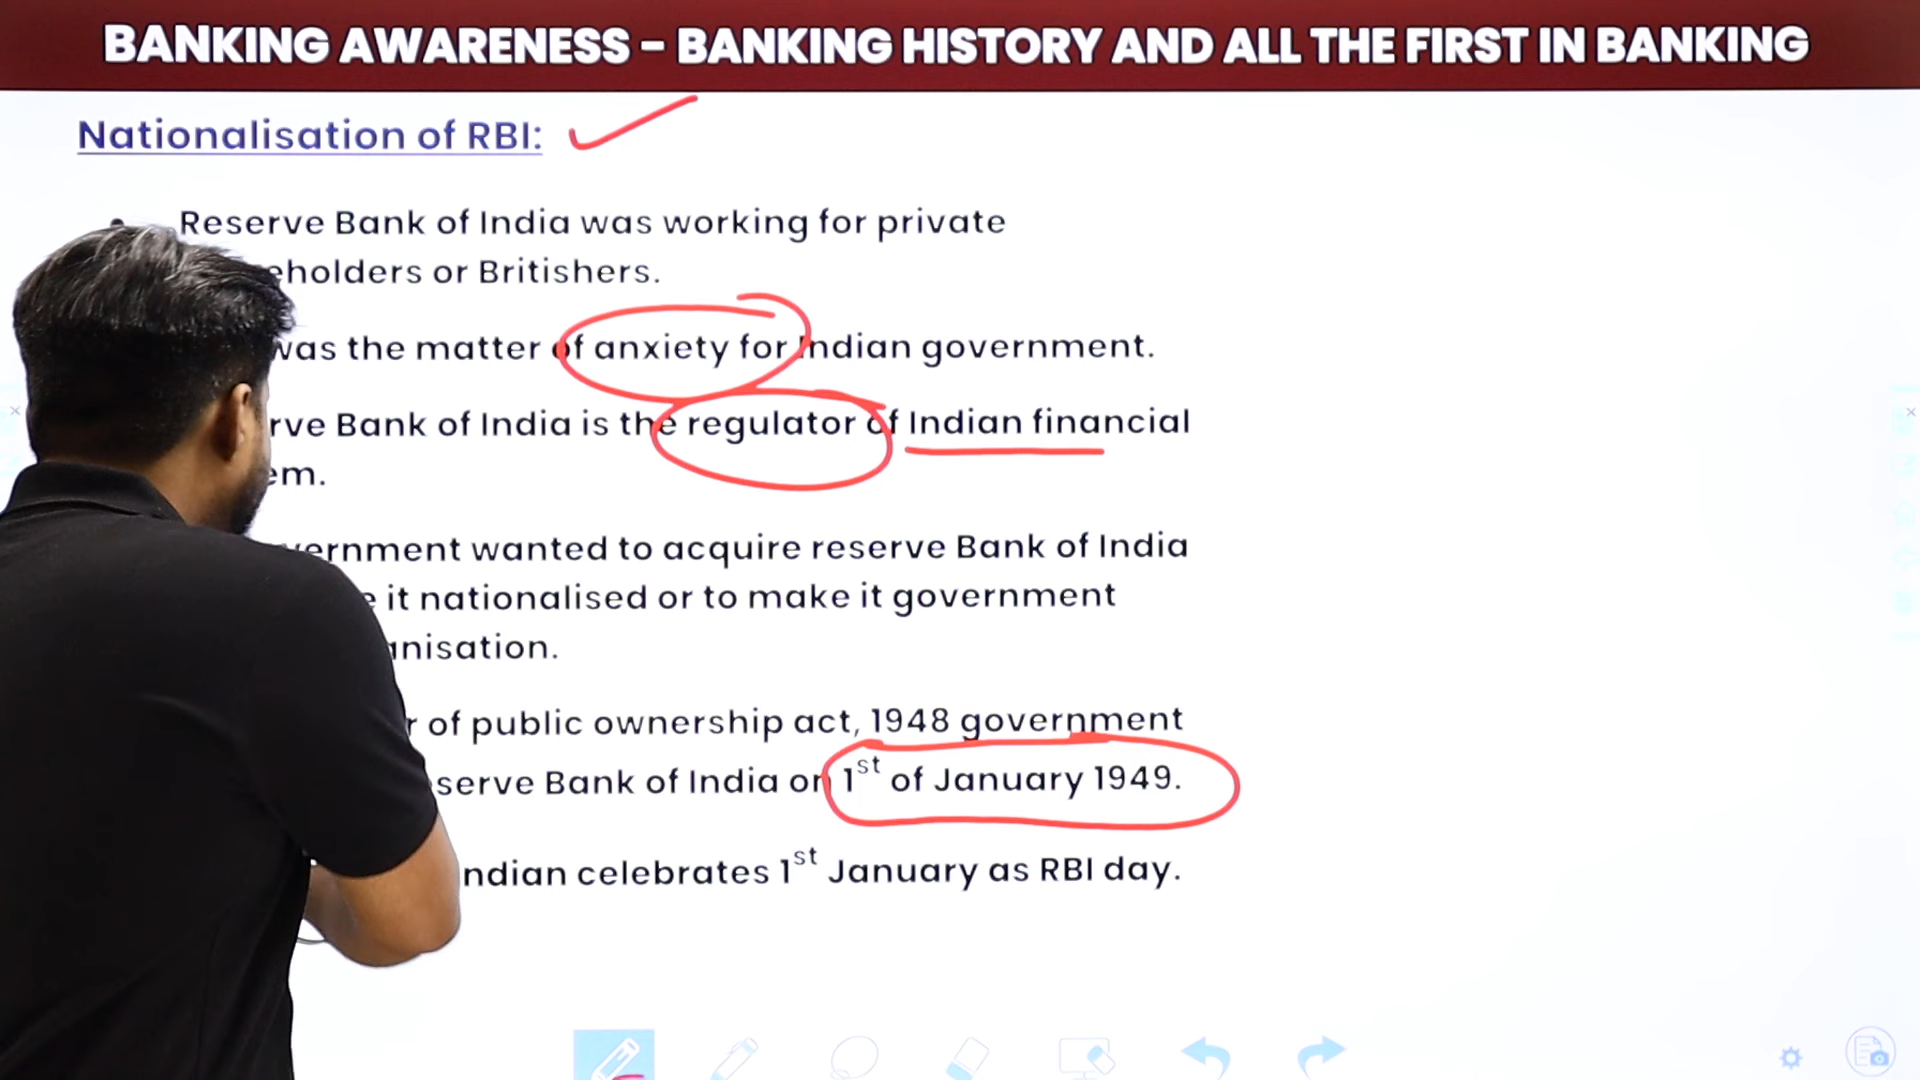 BANKING AWARENESS - BANKING HISTORY AND ALL THE FIRST IN BANKING
Nationalisation of RBI:
Reserve Bank of India was working for private
eholders or Britishers.
was the matter of anxiety for Indian government.
rve Bank of India is the regulator of Indian financial
em.
vernment wanted to acquire reserve Bank of India
e it nationalised or to make it government
anisation.
r of public ownership act, 1948 government
serve Bank of India on 1st of January 1949.
ndian celebrates 1st January as RBI day.